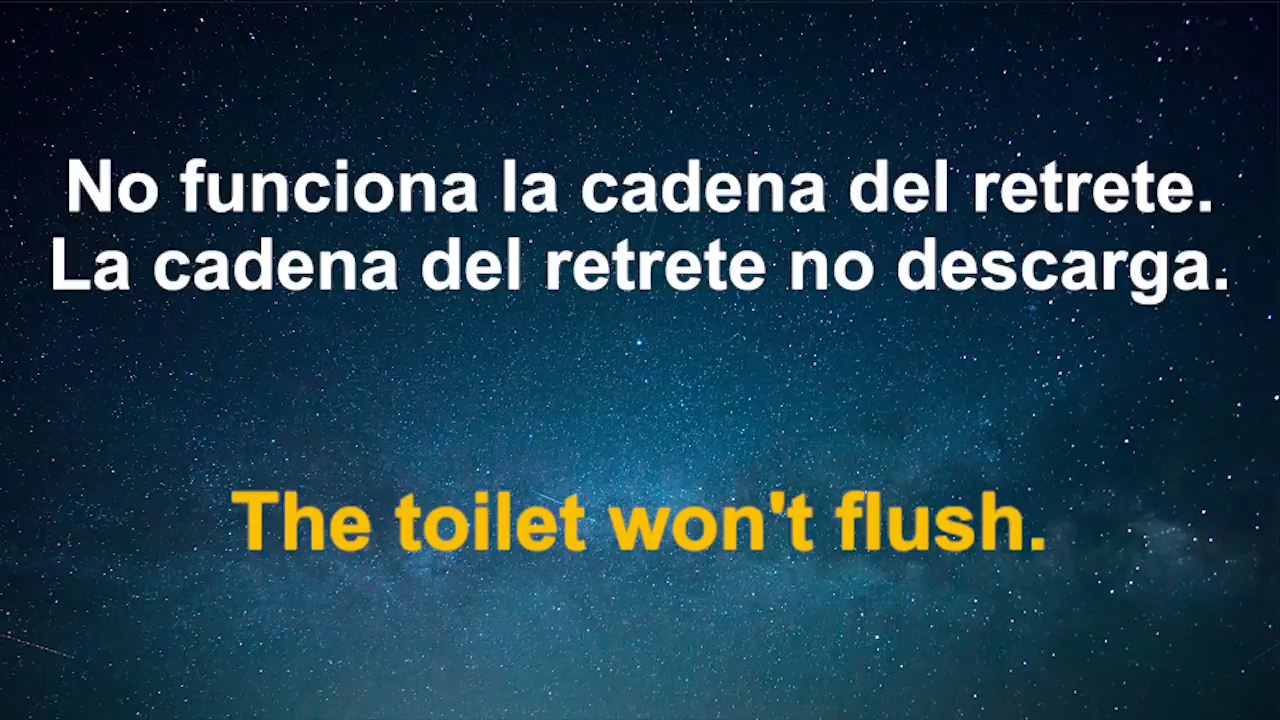 No funciona la cadena del retrete.
La cadena del retrete no descarga.
The toilet won't flush.